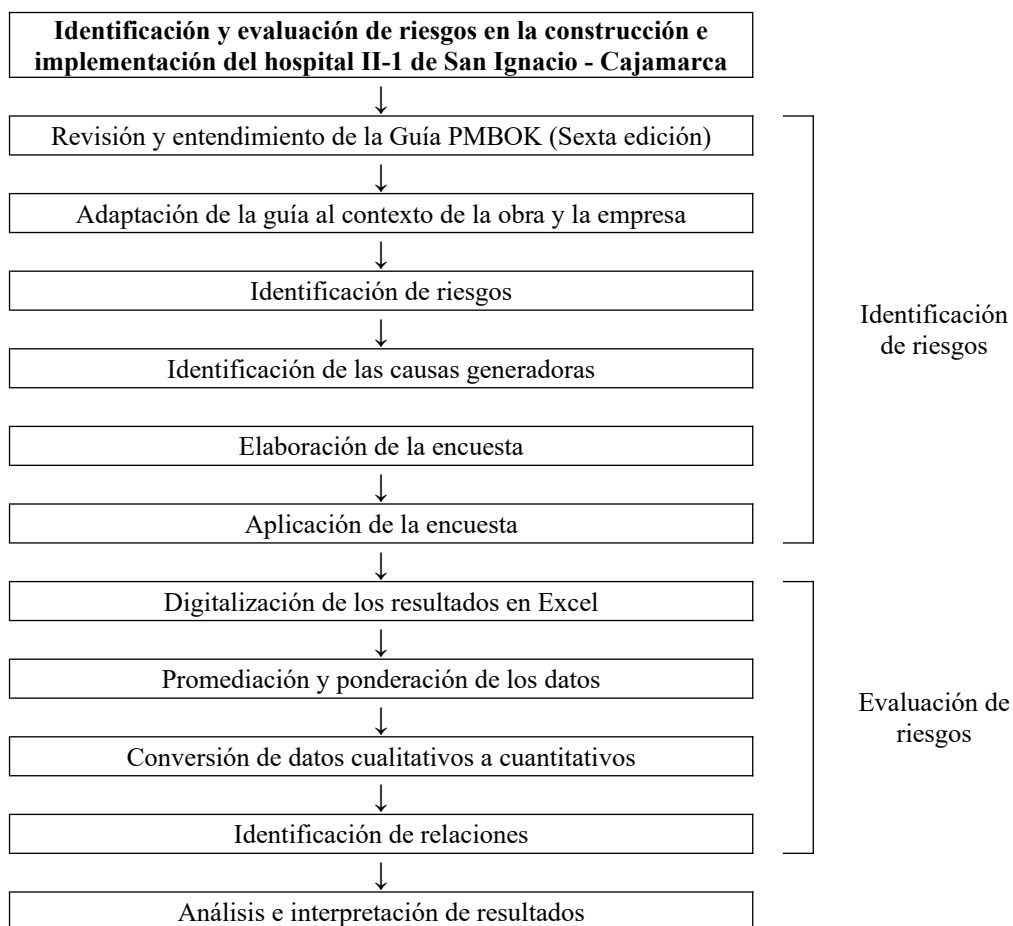 Identificación y evaluación de riesgos en la construcción e
implementación del hospital II-1 de San Ignacio - Cajamarca
↓
Revisión y entendimiento de la Guía PMBOK (Sexta edición)
↓
Adaptación de la guía al contexto de la obra y la empresa
↓
Identificación de riesgos
↓
Identificación de las causas generadoras
Elaboración de la encuesta
↓
Aplicación de la encuesta
Identificación
de riesgos
↓
Digitalización de los resultados en Excel
↓
Promediación y ponderación de los datos
↓
Conversión de datos cualitativos a cuantitativos
↓
Identificación de relaciones
Evaluación de
riesgos
↓
Análisis e interpretación de resultados